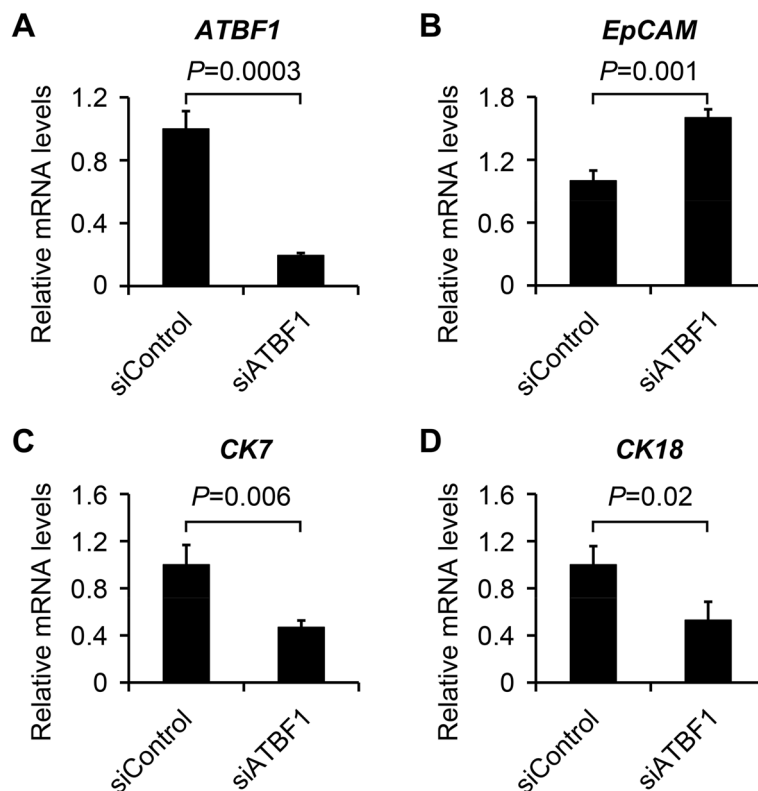 A
ATBF1
P=0.0003
Relative mRNA levels
1.2
0.8
0.4
0
siControl
siATBF1
B
EpCAM
P=0.001
Relative mRNA levels
1.8
1.2
0.6
0
siControl
siATBF1
C
CK7
P=0.006
Relative mRNA levels
1.6
1.2
0.8
0.4
0
siControl
siATBF1
D
CK18
P=0.02
Relative mRNA levels
1.6
1.2
0.8
0.4
0
siControl
siATBF1